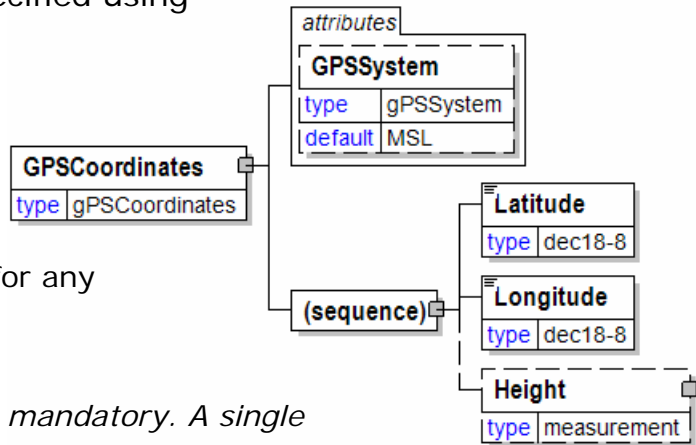 ecified using
attributes
GPSSystem
type gPSSystem
default MSL
GPSCoordinates
type gPSCoordinates
Latitude
type dec18-8
for any
(sequence)
Longitude
type dec18-8
Height
type measurement
mandatory. A single